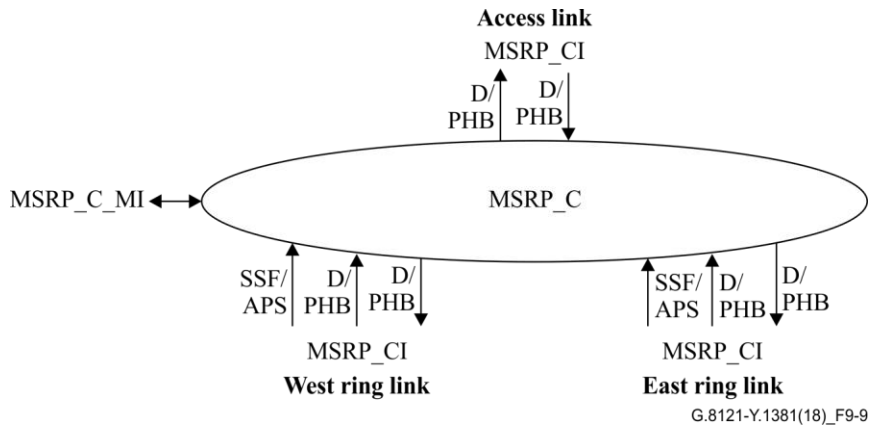 Access link
MSRP_CI
D/
PHB
D/
PHB
MSRP_C_MI
MSRP_C
SSF/
APS
D/
PHB
D/
PHB
SSF/
APS
D/
PHB
D/
PHB
MSRP_CI
MSRP_CI
West ring link
East ring link
G.8121-Y.1381(18)_F9-9